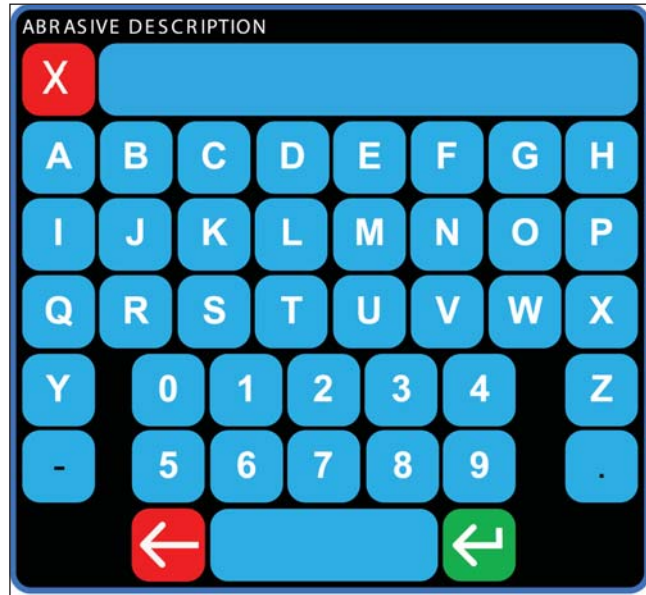 ABRASIVE DESCRIPTION
X
A B C D E F G H
I J K L M N O P
Q R S T U V W X
Y 0 1 2 3 4 Z
- 5 6 7 8 9 .